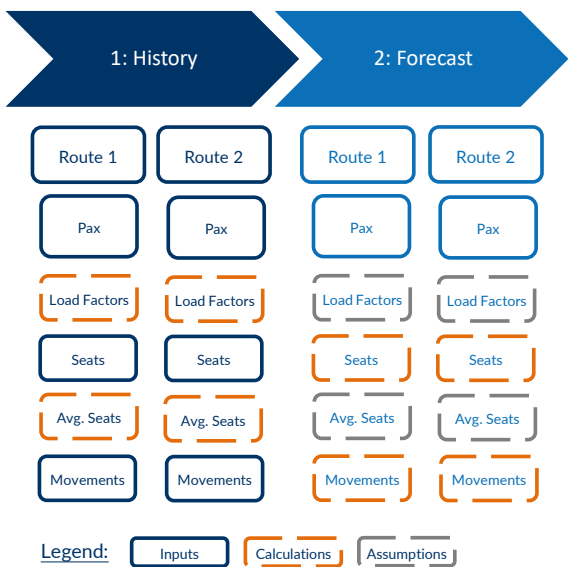 1: History
2: Forecast
Route 1
Route 2
Route 1
Route 2
Pax
Pax
Pax
Pax
Load Factors
Load Factors
Load Factors
Load Factors
Seats
Seats
Seats
Seats
Avg. Seats
Avg. Seats
Avg. Seats
Avg. Seats
Movements
Movements
Movements
Movements
Legend:
Inputs
Calculations
Assumptions